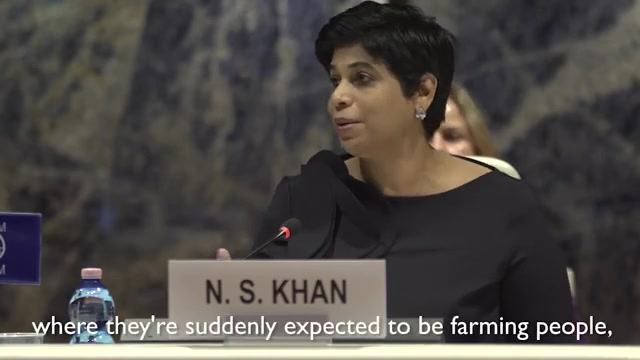 M
M
N. S. KHAN
where they're suddenly expected to be farming people,